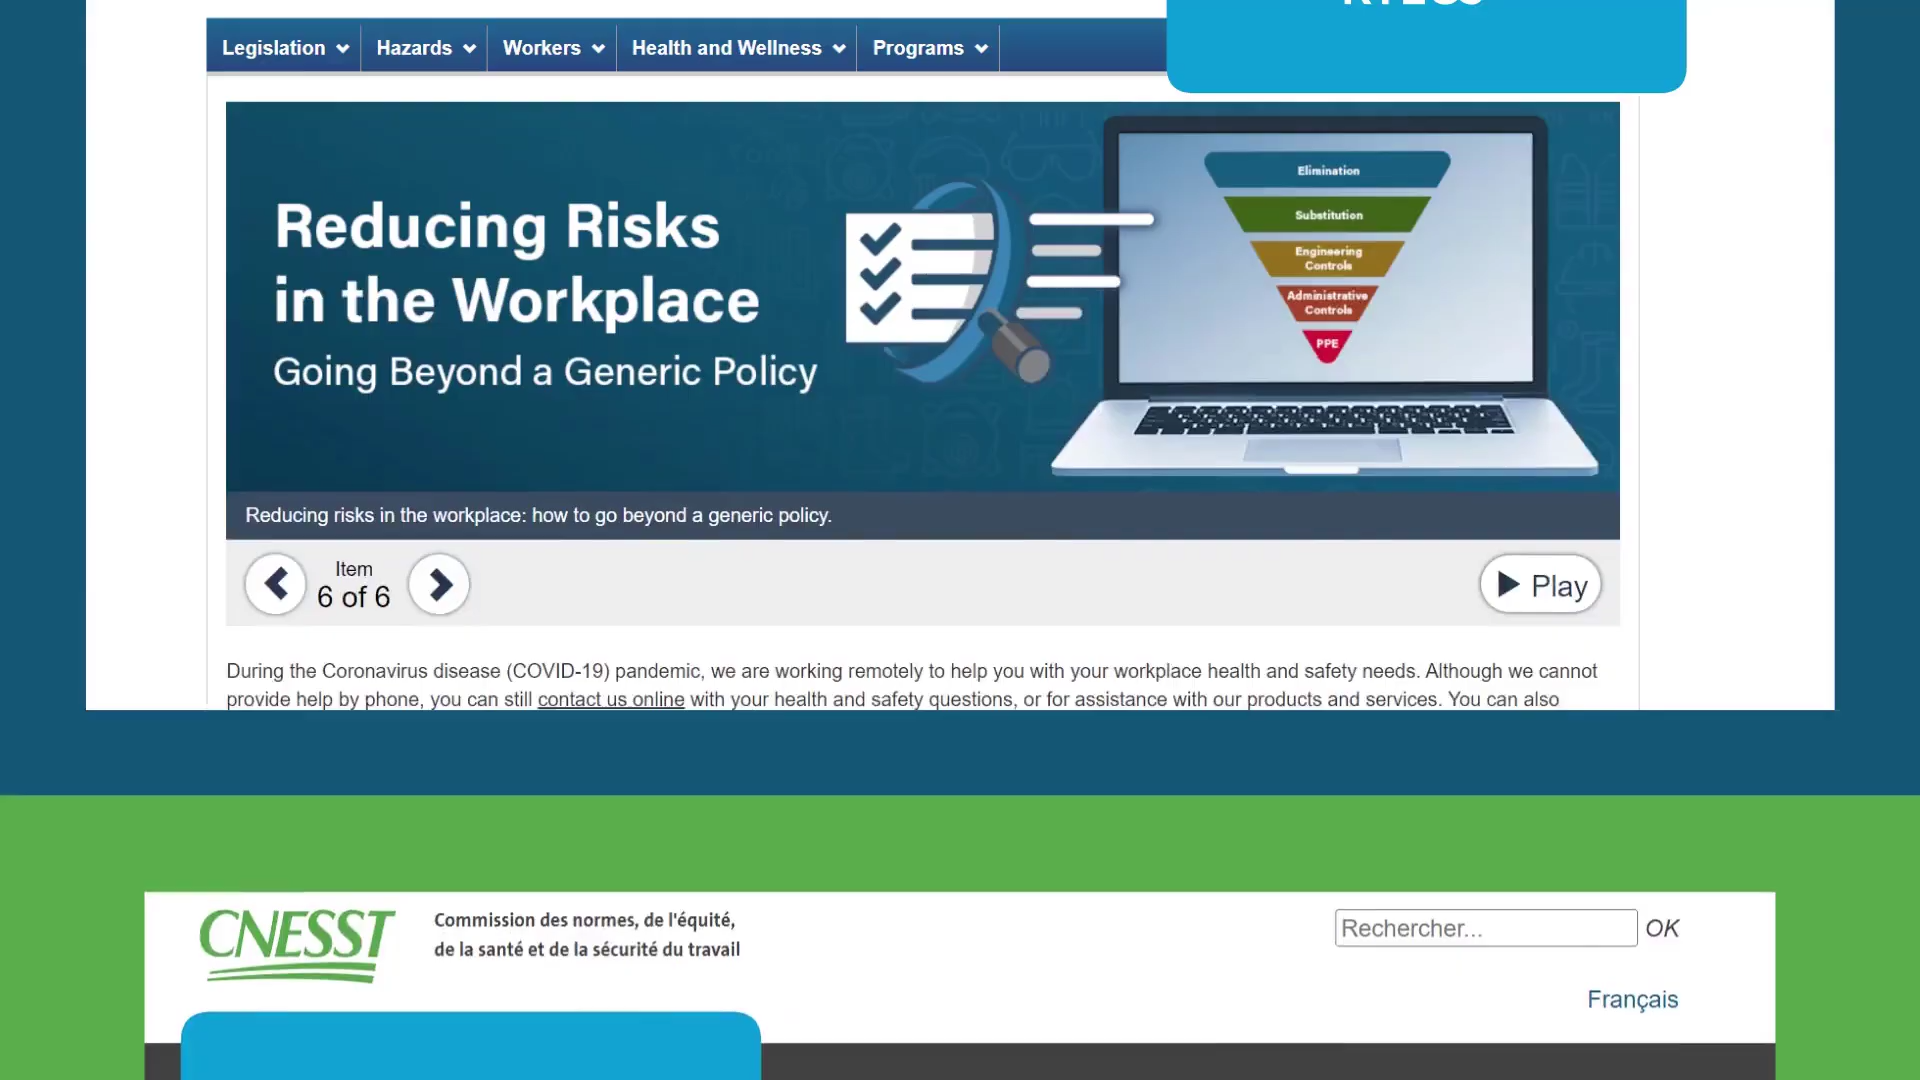 Legislation
Hazards
Workers
Health and Wellness
Programs
Reducing Risks
in the Workplace
Going Beyond a Generic Policy
Elimination
Substitution
Engineering
Controls
Administrative
Controls
PPE
Reducing risks in the workplace: how to go beyond a generic policy.
Item
6 of 6
Play
During the Coronavirus disease (COVID-19) pandemic, we are working remotely to help you with your workplace health and safety needs. Although we cannot
provide help by phone, you can still contact us online with your health and safety questions, or for assistance with our products and services. You can also
CNESST
Commission des normes, de l'équité,
de la santé et de la sécurité du travail
Rechercher...
OK
Français